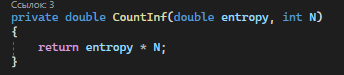 Ссылок: 3
private double CountInf(double entropy, int N)
{
return entropy * N;
}